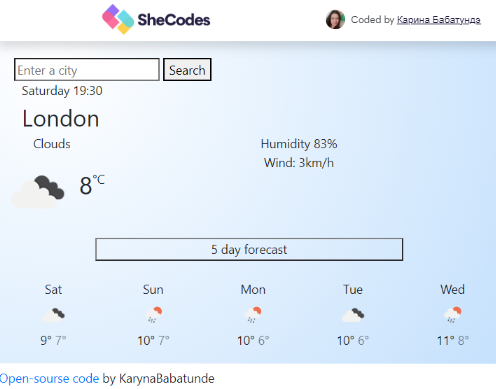 SheCodes
Coded by Карина Бабатундэ
Enter a city Search
Saturday 19:30
London
Clouds
Humidity 83%
Wind: 3km/h
8°C
5 day forecast
Sat Sun Mon Tue Wed
9° 7° 10° 7° 10° 6° 10° 6° 11° 8°
Open-sourse code by KarynaBabatunde